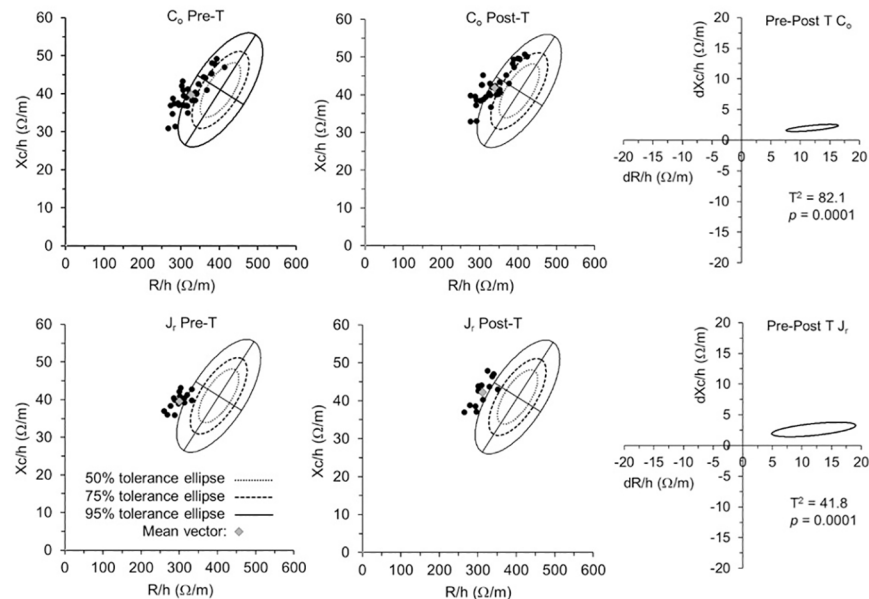 Cₒ Pre-T
60
50
40
30
20
10
0
Xc/h (Ω/m)
0 100 200 300 400 500 600
R/h (Ω/m)
Cₒ Post-T
60
50
40
30
20
10
0
Xc/h (Ω/m)
0 100 200 300 400 500 600
R/h (Ω/m)
Pre-Post T Cₒ
20
15
10
5
0
-5
-10
-15
-20
dXc/h (Ω/m)
-20 -15 -10 -5 0 5 10 15 20
dR/h (Ω/m)
T² = 82.1
p = 0.0001
Jᵣ Pre-T
60
50
40
30
20
10
0
Xc/h (Ω/m)
50% tolerance ellipse
75% tolerance ellipse
95% tolerance ellipse
Mean vector:
0 100 200 300 400 500 600
R/h (Ω/m)
Jᵣ Post-T
60
50
40
30
20
10
0
Xc/h (Ω/m)
0 100 200 300 400 500 600
R/h (Ω/m)
Pre-Post T Jᵣ
20
15
10
5
0
-5
-10
-15
-20
dXc/h (Ω/m)
-20 -15 -10 -5 0 5 10 15 20
dR/h (Ω/m)
T² = 41.8
p = 0.0001